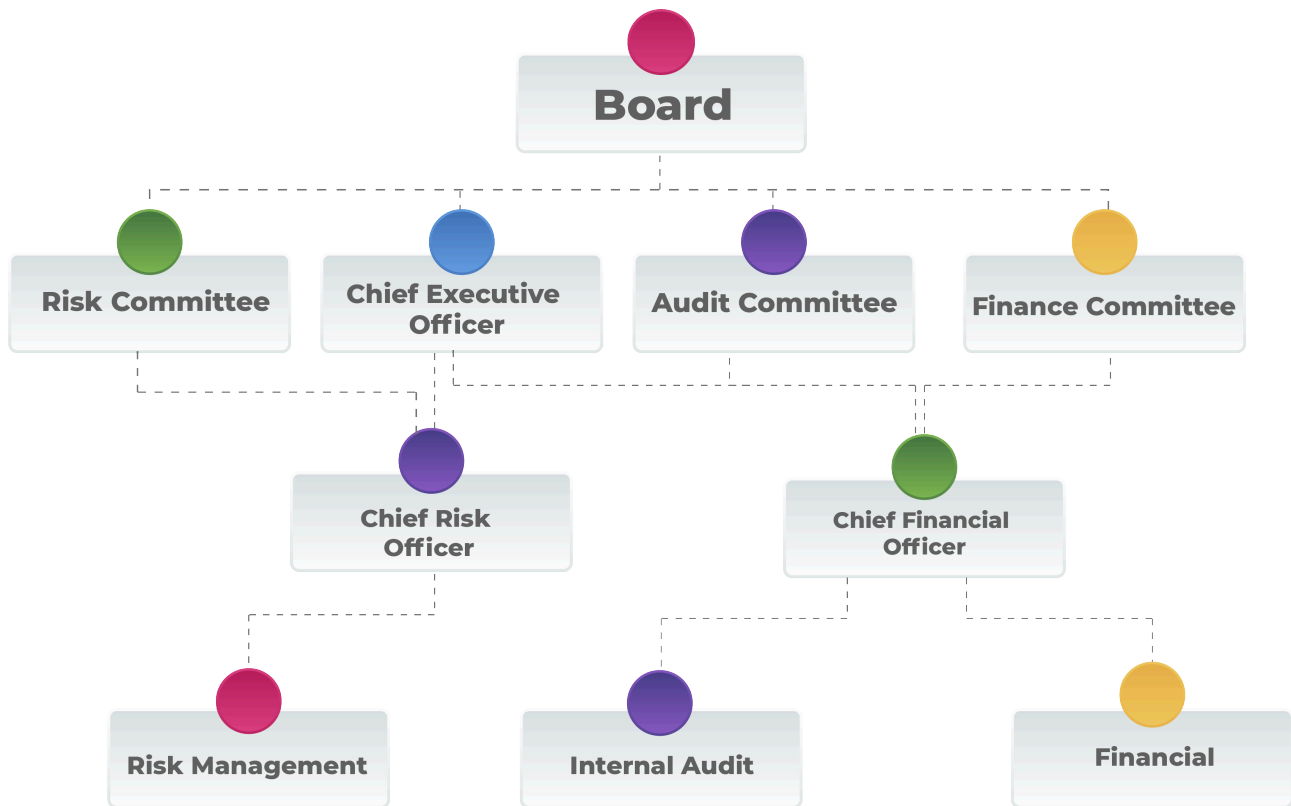 Board
Risk Committee
Chief Executive
Officer
Audit Committee
Finance Committee
Chief Risk
Officer
Chief Financial
Officer
Risk Management
Internal Audit
Financial